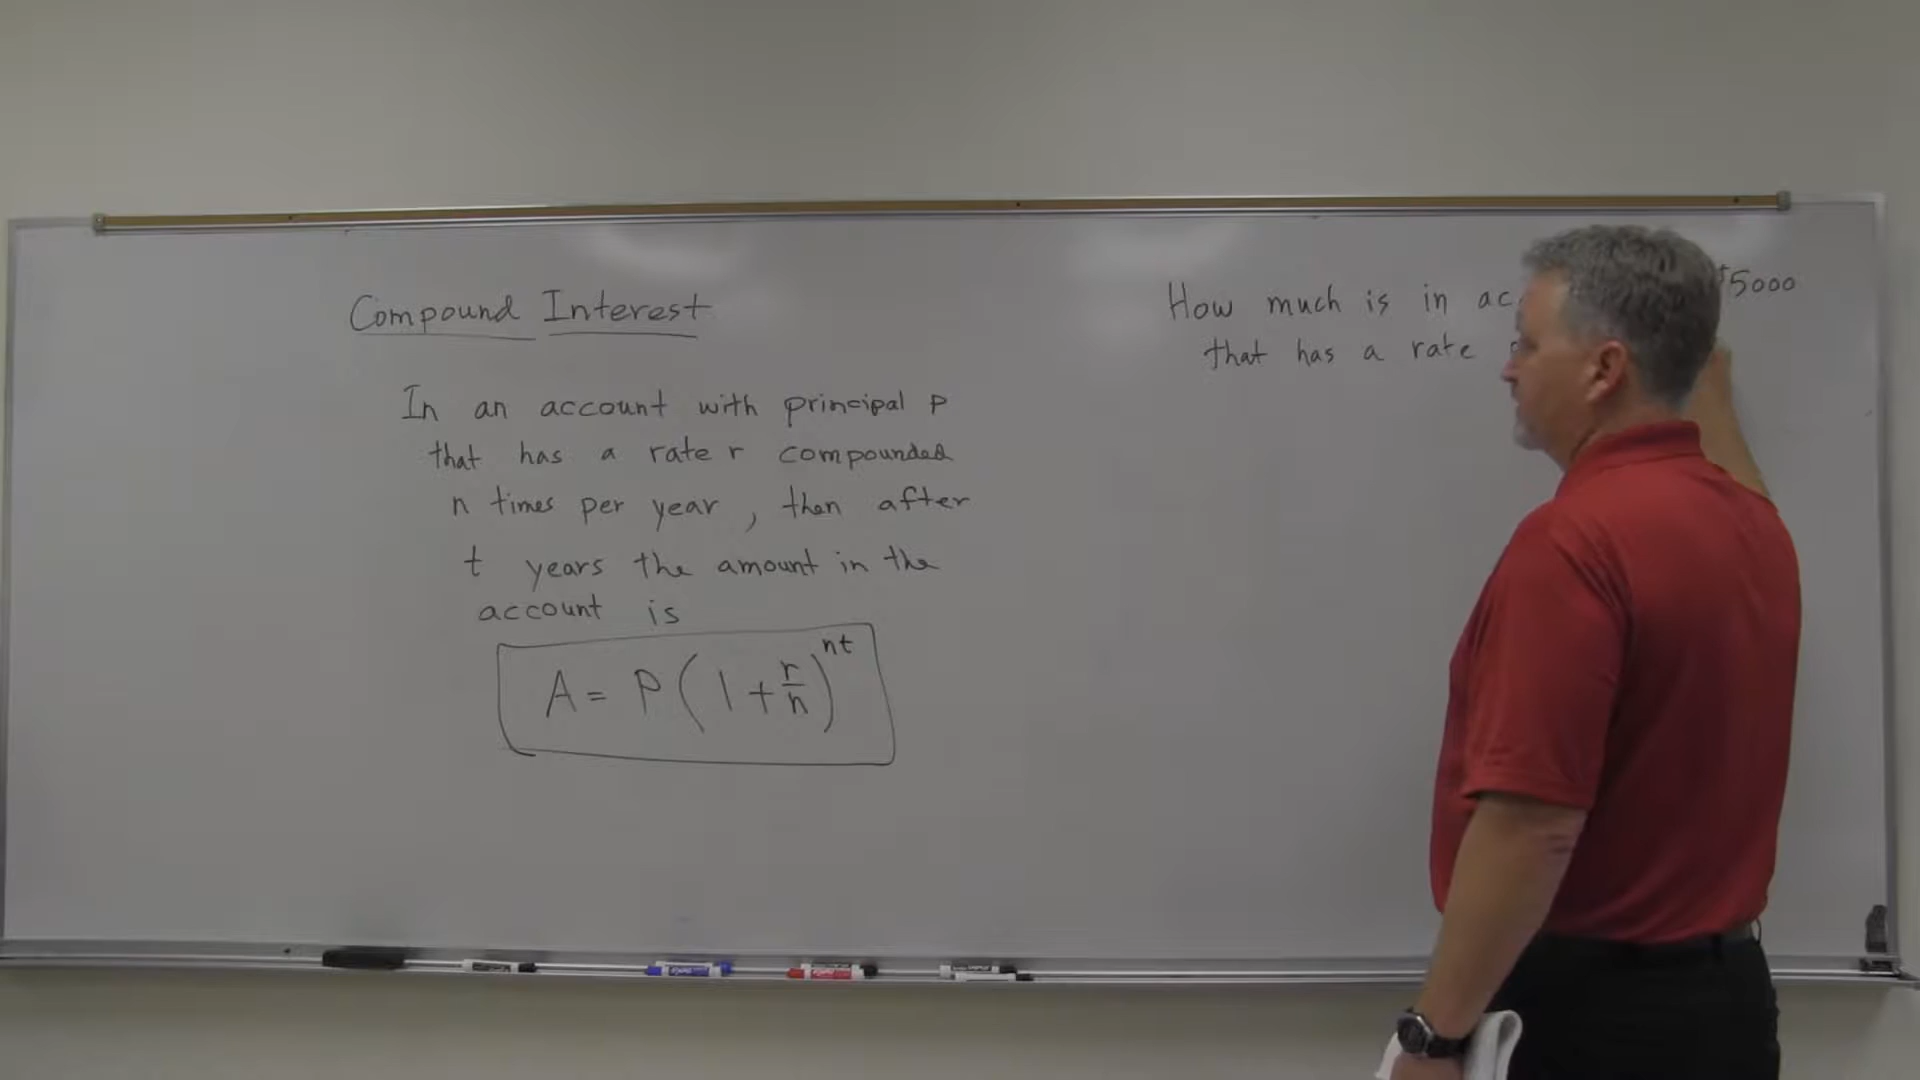 Compound Interest
In an account with principal P
that has a rate r compounded
n times per year, then after
t years the amount in the
account is
A = P(1 + r/n)^nt
How much is in $5000
that has a rate